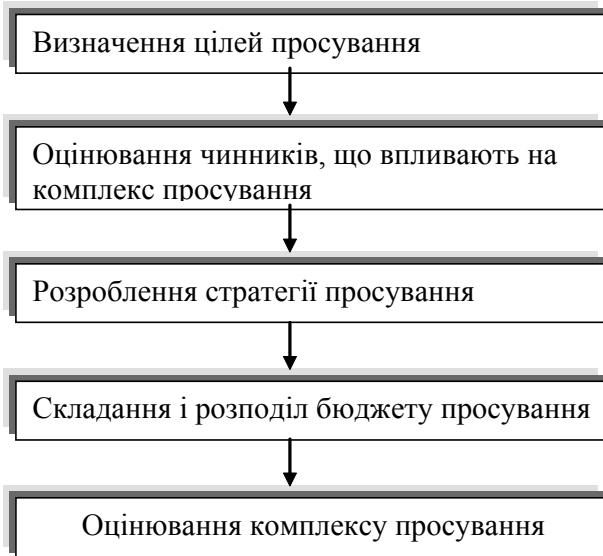 Визначення цілей просування
Оцінювання чинників, що впливають на
комплекс просування
Розроблення стратегії просування
Складання і розподіл бюджету просування
Оцінювання комплексу просування